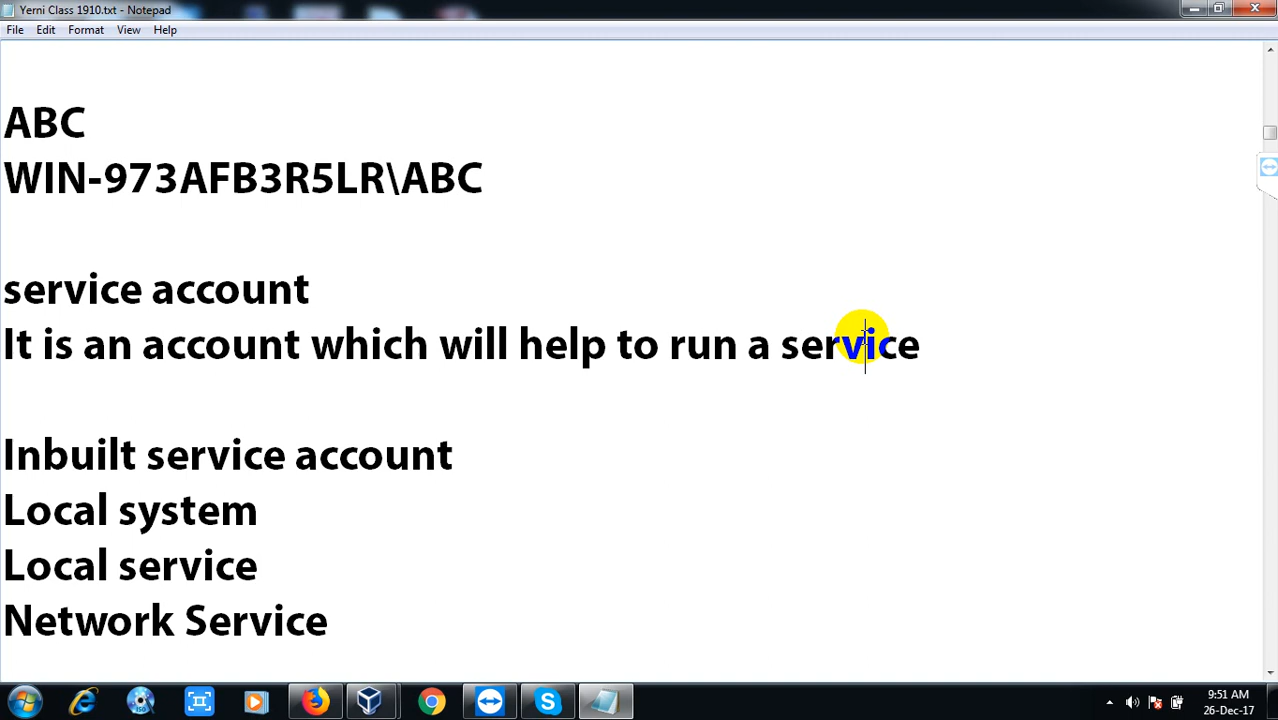 Yerni Class 1910.txt - Notepad
File Edit Format View Help
ABC
WIN-973AFB3R5LR\ABC
service account
It is an account which will help to run a service
Inbuilt service account
Local system
Local service
Network Service
ISO
9:51 AM
26-Dec-17